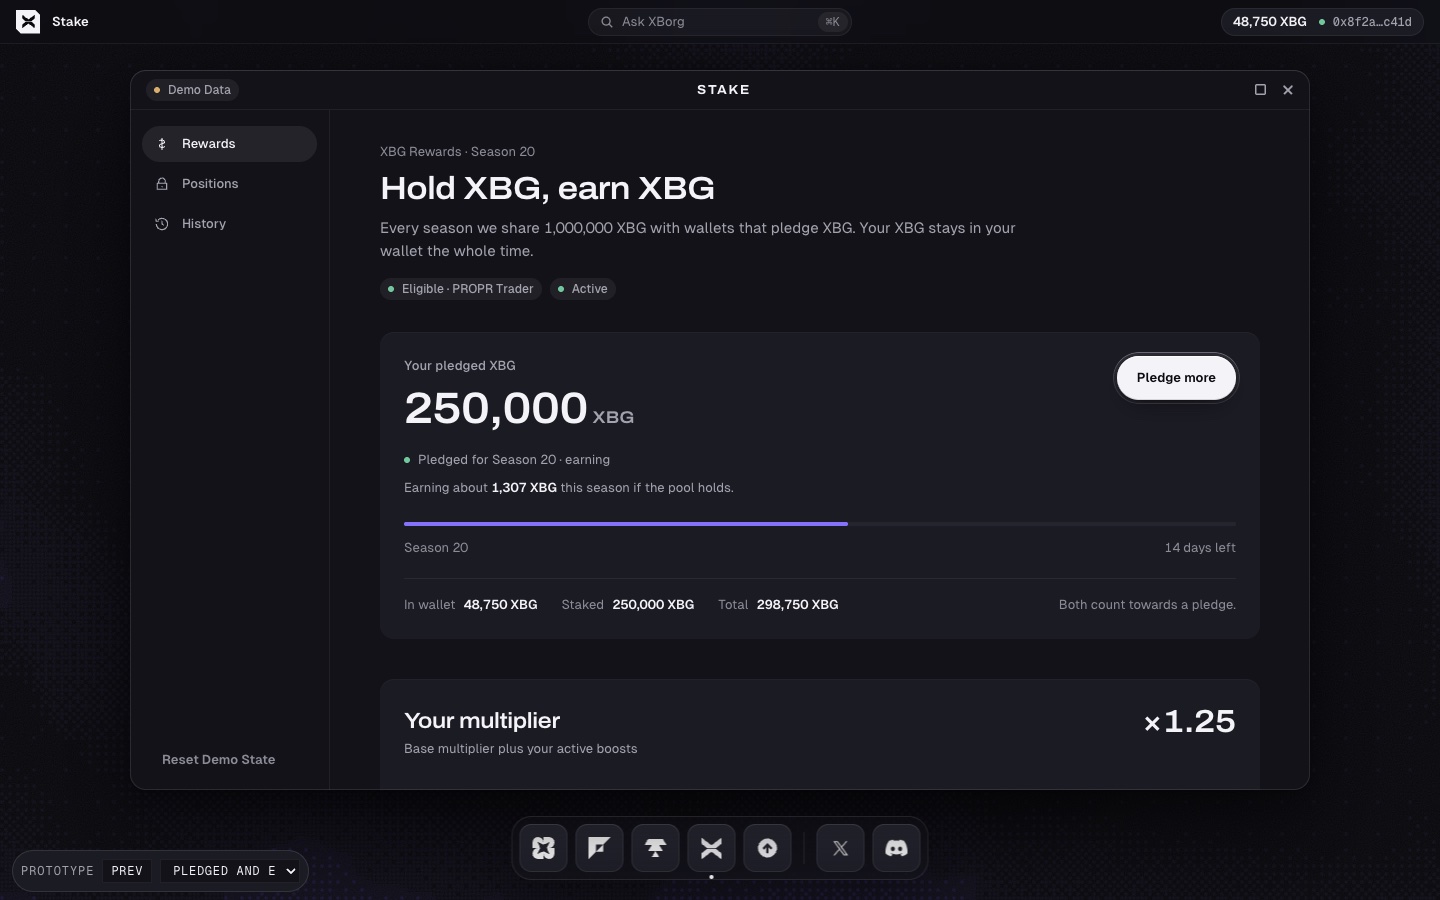 Stake
Ask XBorg
⌘K
48,750 XBG
0x8f2a…c41d
Demo Data
STAKE
Rewards
Positions
History
XBG Rewards · Season 20
Hold XBG, earn XBG
Every season we share 1,000,000 XBG with wallets that pledge XBG. Your XBG stays in your
wallet the whole time.
Eligible · PROPR Trader
Active
Your pledged XBG
Pledge more
250,000 XBG
Pledged for Season 20 · earning
Earning about 1,307 XBG this season if the pool holds.
Season 20
14 days left
In wallet 48,750 XBG
Staked 250,000 XBG
Total 298,750 XBG
Both count towards a pledge.
Your multiplier
×1.25
Base multiplier plus your active boosts
Reset Demo State
PROTOTYPE
PREV
PLEDGED AND E